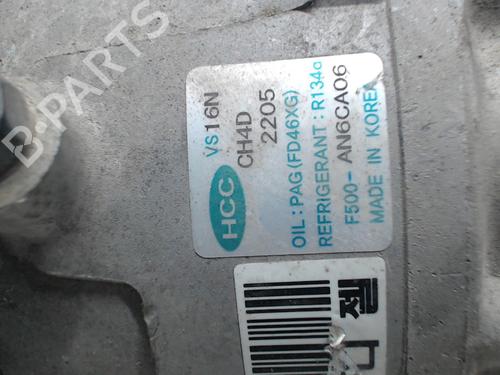 HCC
VS16N
CH4D
2205
OIL : PAG (FD46XG)
REFRIGERANT : R134a
F500- AN6CA06
MADE IN KOREA
B-PARTS